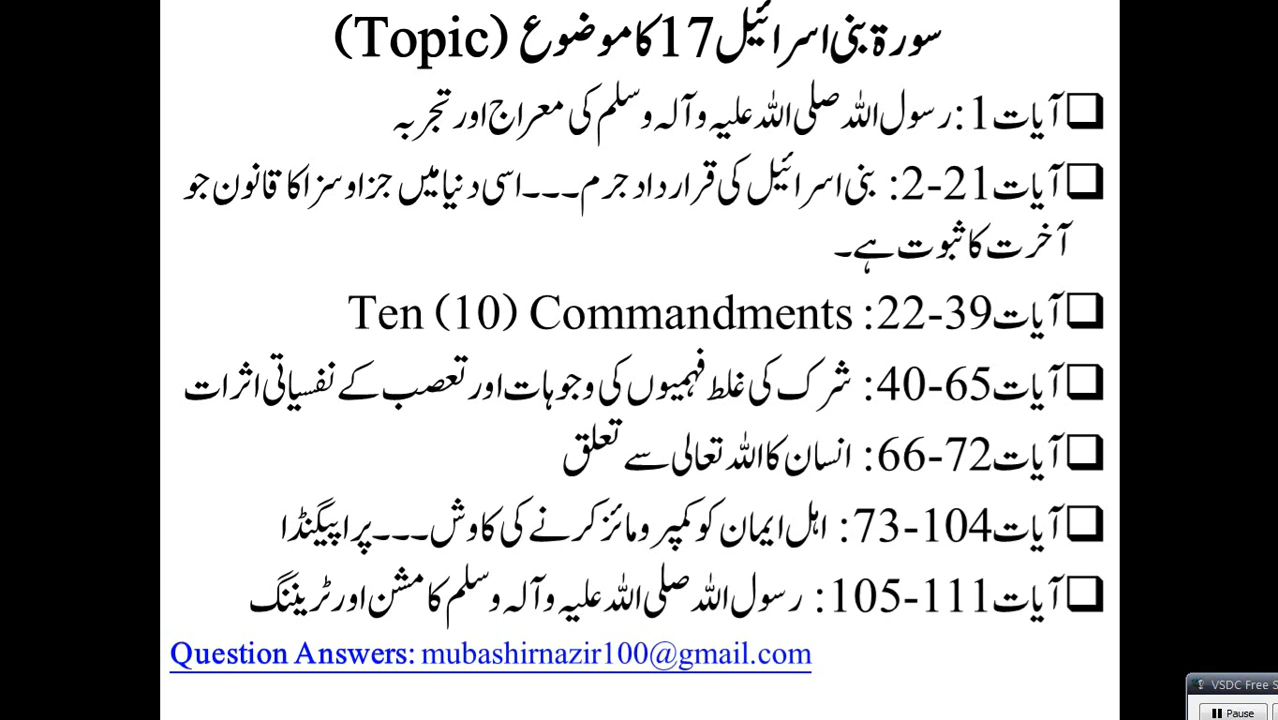 سورۃ بنی اسرائیل 17 کا موضوع (Topic)
❑ آیات 1: رسول اللہ صلی اللہ علیہ وآلہ وسلم کی معراج اور تجربہ
❑ آیات 21-2: بنی اسرائیل کی قرارداد جرم۔۔۔اسی دنیا میں جزا و سزا کا قانون جو
آخرت کا ثبوت ہے۔
❑ آیات 39-22: Ten (10) Commandments
❑ آیات 65-40: شرک کی غلط فہمیوں کی وجوہات اور تعصب کے نفسیاتی اثرات
❑ آیات 72-66: انسان کا اللہ تعالی سے تعلق
❑ آیات 104-73: اہل ایمان کو کمپرومائز کرنے کی کاوش۔۔۔پراپیگنڈا
❑ آیات 111-105: رسول اللہ صلی اللہ علیہ وآلہ وسلم کا مشن اور ٹریننگ
Question Answers: mubashirnazir100@gmail.com
VSDC Free S
Pause